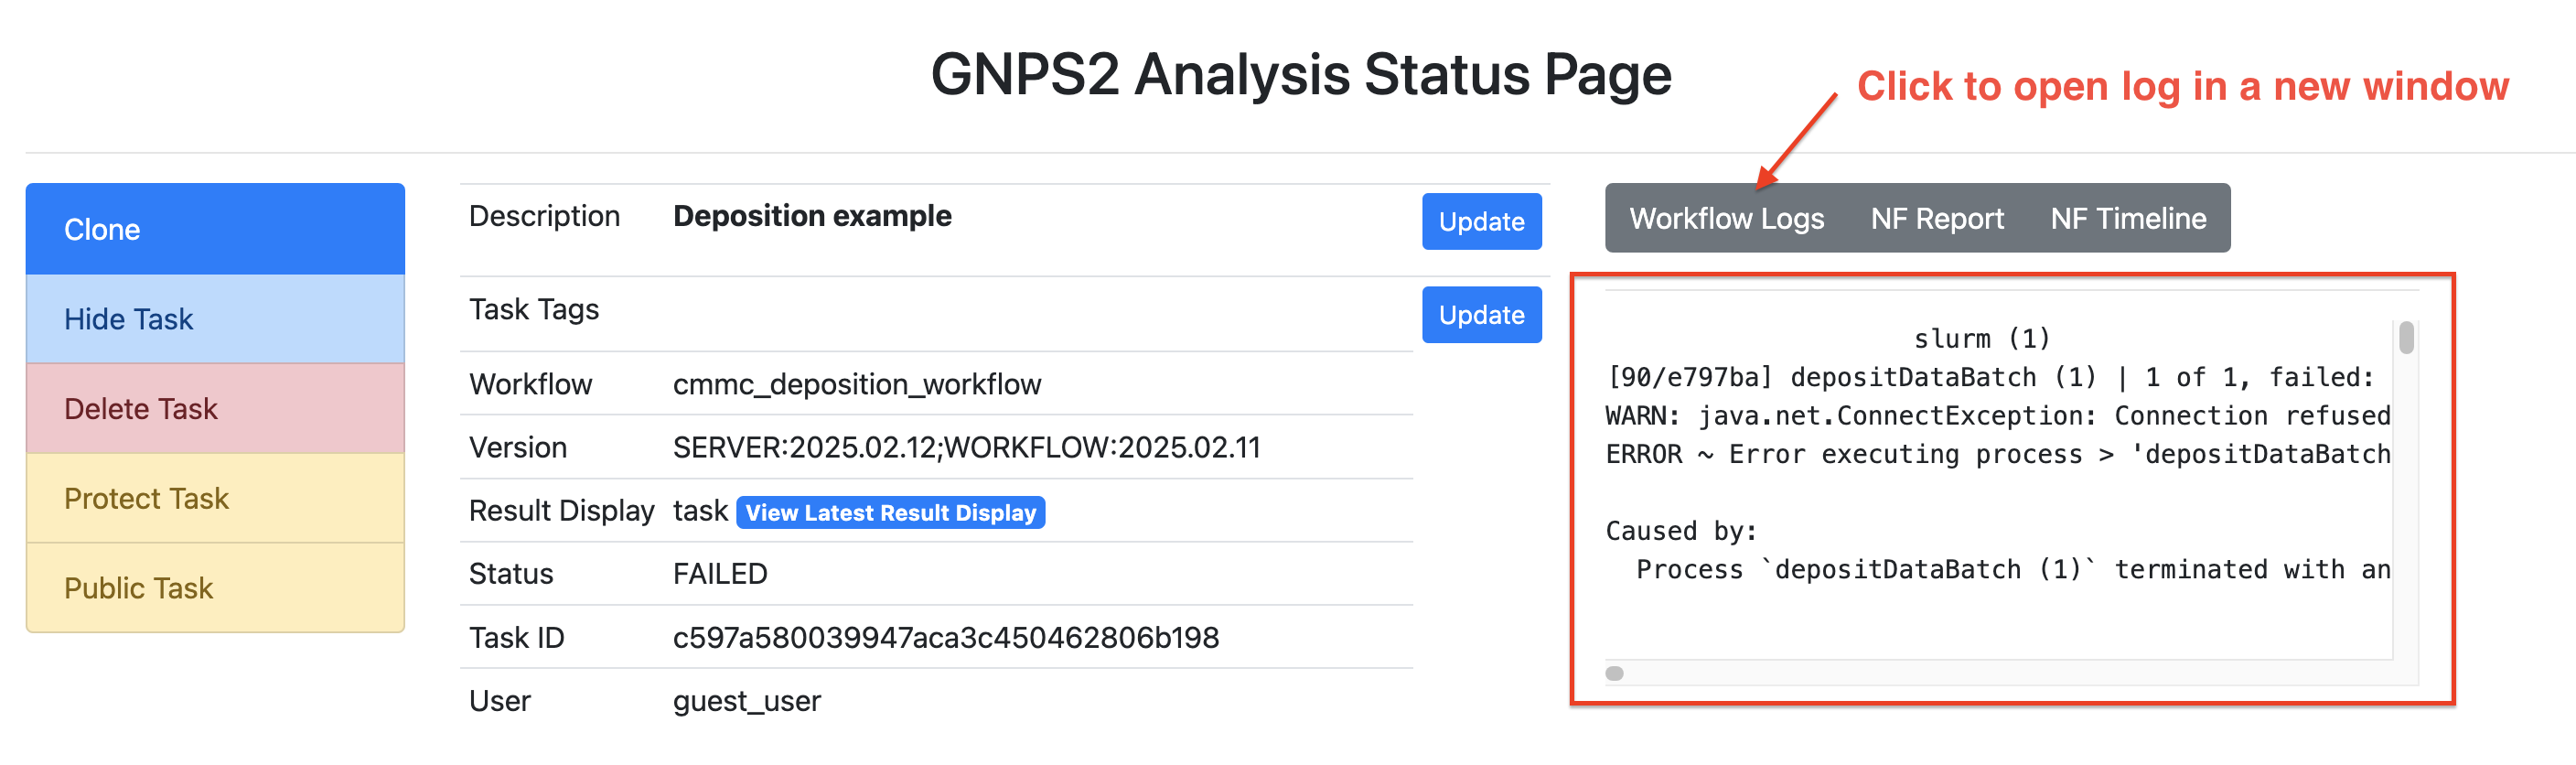 GNPS2 Analysis Status Page
Click to open log in a new window
Clone
Hide Task
Delete Task
Protect Task
Public Task
Description Deposition example Update
Task Tags Update
Workflow cmmc_deposition_workflow
Version SERVER:2025.02.12;WORKFLOW:2025.02.11
Result Display task View Latest Result Display
Status FAILED
Task ID c597a580039947aca3c450462806b198
User guest_user
Workflow Logs NF Report NF Timeline
slurm (1)
[90/e797ba] depositDataBatch (1) | 1 of 1, failed:
WARN: java.net.ConnectException: Connection refused
ERROR ~ Error executing process > 'depositDataBatch
Caused by:
Process `depositDataBatch (1)` terminated with an